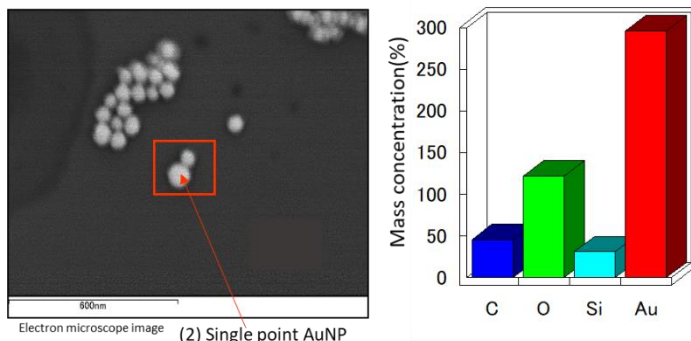 600nm
Electron microscope image
(2) Single point AuNP
Mass concentration(%)
300
250
200
150
100
50
0
C O Si Au